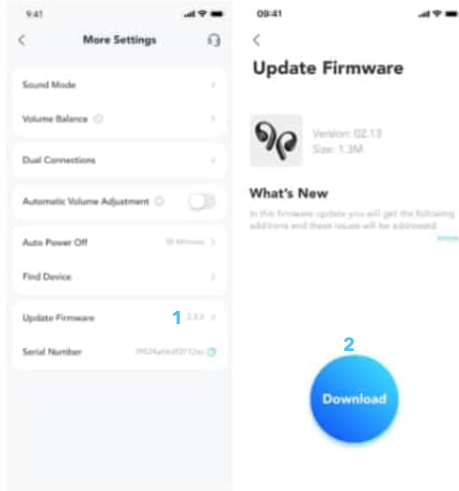 9:41
More Settings
Sound Mode
Volume Balance
Dual Connections
Automatic Volume Adjustment
Auto Power Off
Minutes
Find Device
Update Firmware 1
Serial Number
09:41
Update Firmware
Version: 02.13
Size: 1.3M
What's New
In this firmware update you will get the following
additions and these issues will be addressed
more
2
Download